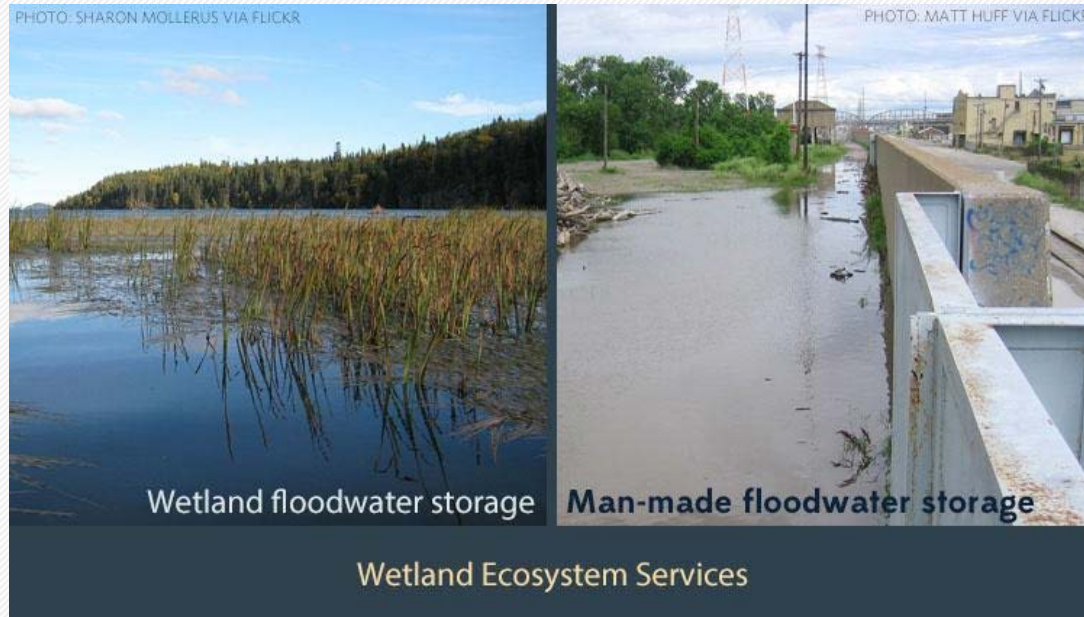 PHOTO: SHARON MOLLERUS VIA FLICKR
PHOTO: MATT HUFF VIA FLICKR
Wetland floodwater storage
Man-made floodwater storage
Wetland Ecosystem Services